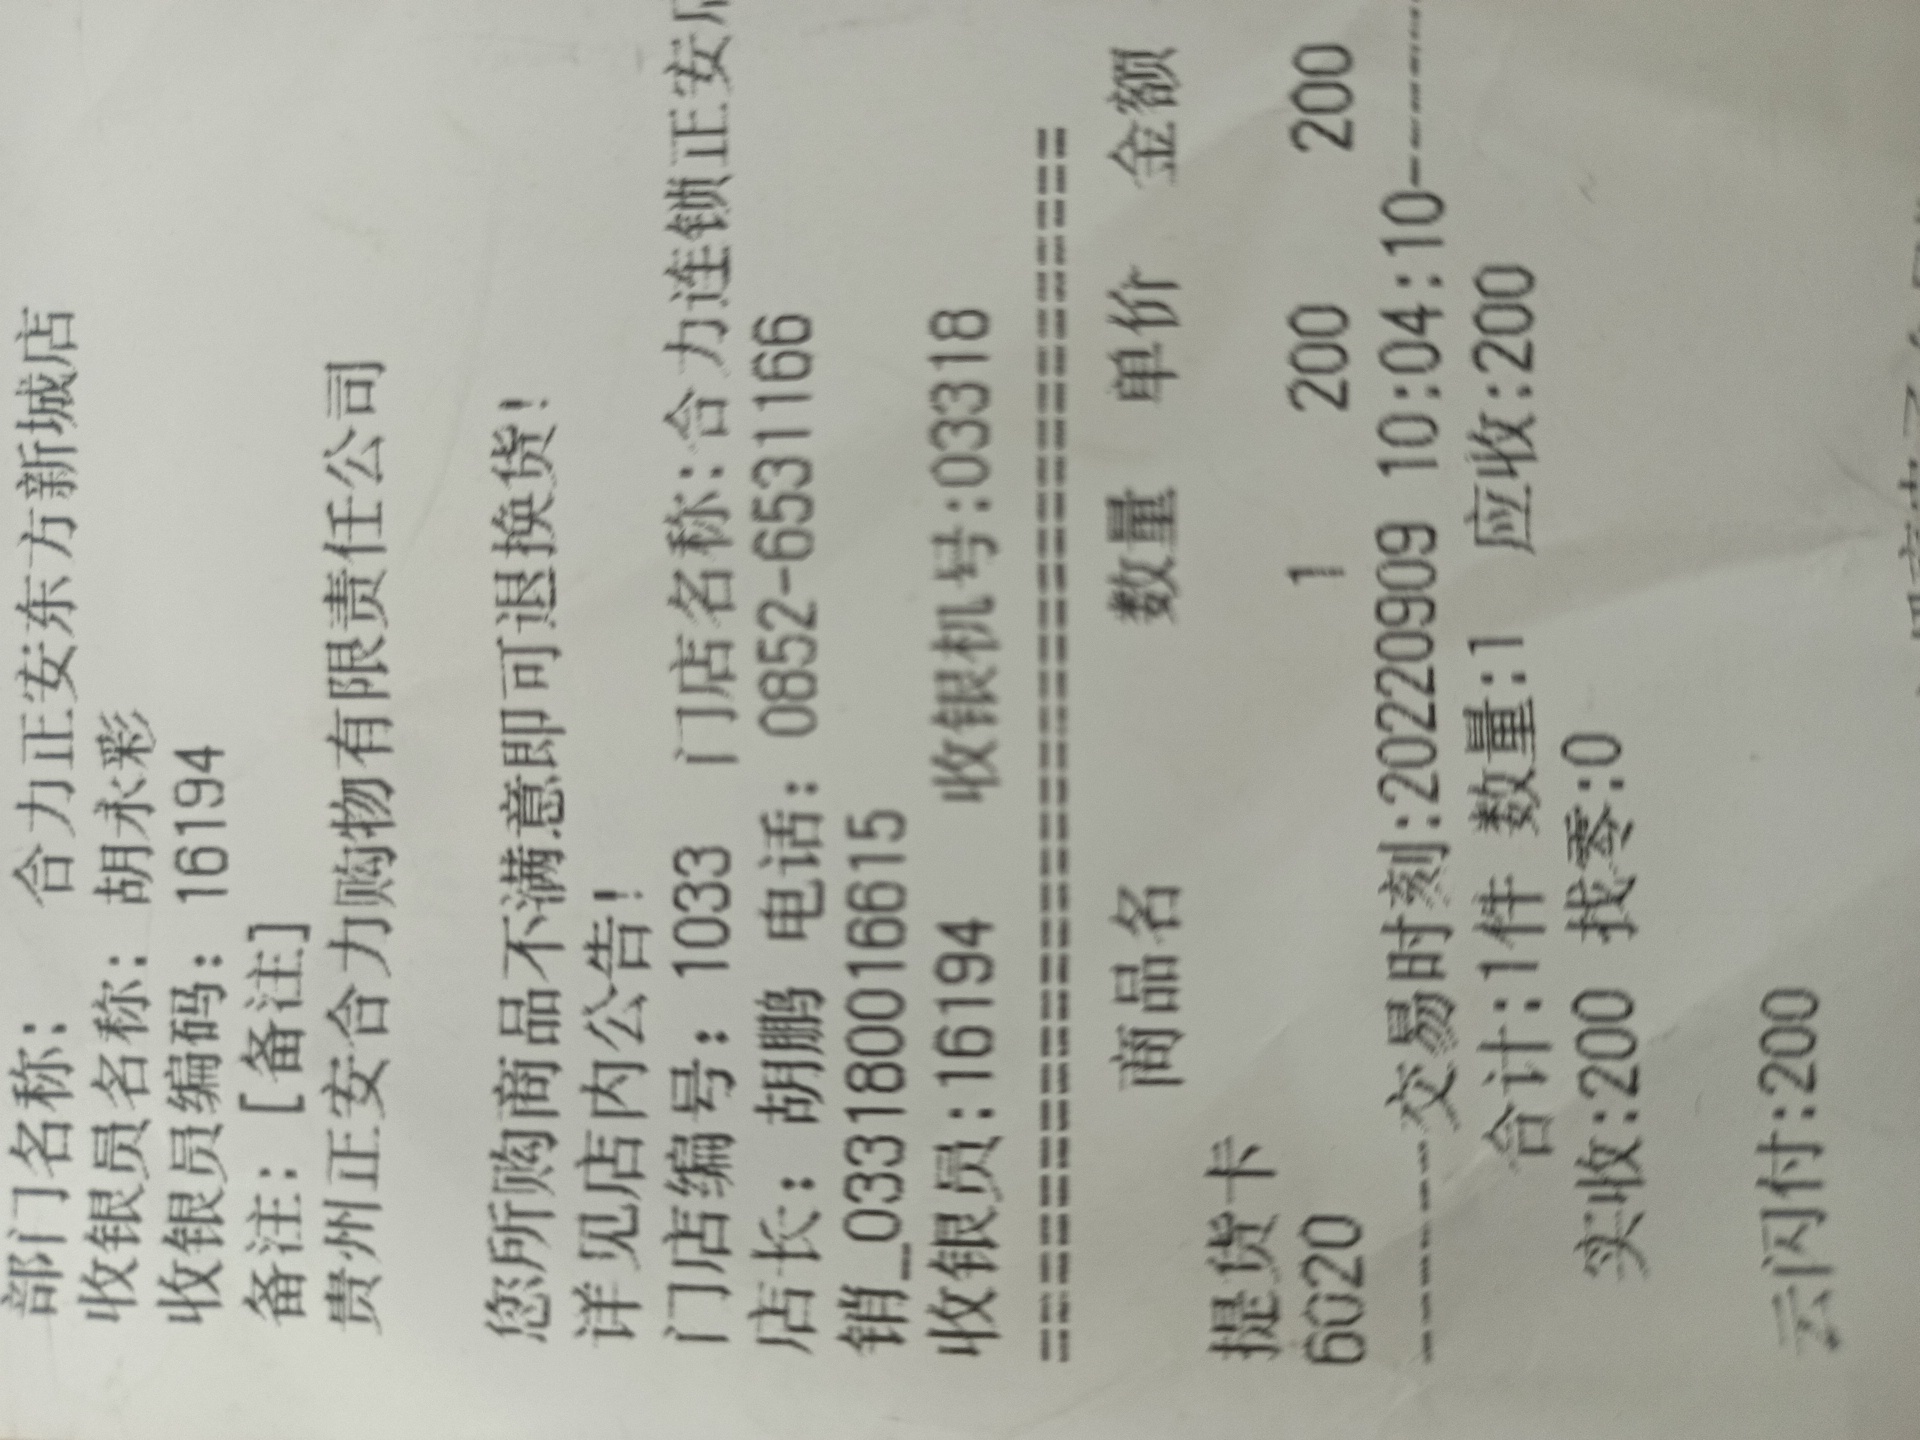 部门名称: 合力正安东方新城店
收银员名称: 胡永彩
收银员编码: 16194
备注: [备注]
贵州正安合力购物有限责任公司
您所购商品不满意即可退换货!
详见店内公告!
门店编号: 1033 门店名称:合力连锁正安店
店长: 胡鹏 电话: 0852-6531166
销_0331800016615
收银员:16194 收银机号:03318
商品名 数量 单价 金额
提货卡
6020 1 200 200
------交易时刻:20220909 10:04:10------
合计:1件 数量:1 应收:200
实收:200 找零:0
云闪付:200